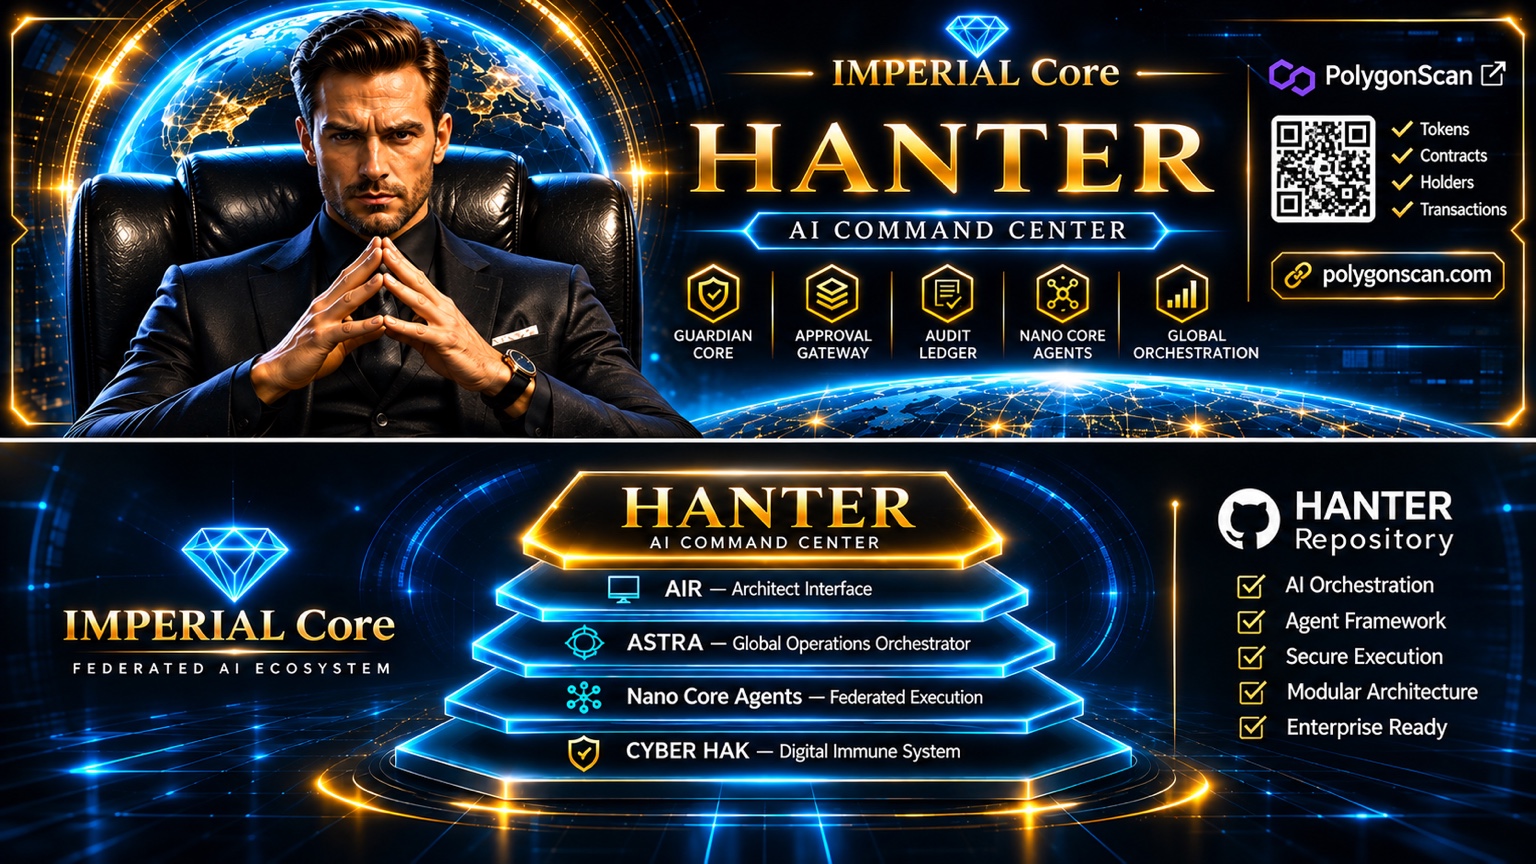 IMPERIAL Core
HANTER
AI COMMAND CENTER
GUARDIAN
CORE
APPROVAL
GATEWAY
AUDIT
LEDGER
NANO CORE
AGENTS
GLOBAL
ORCHESTRATION
PolygonScan
Tokens
Contracts
Holders
Transactions
polygonscan.com
IMPERIAL Core
FEDERATED AI ECOSYSTEM
HANTER
AI COMMAND CENTER
AIR — Architect Interface
ASTRA — Global Operations Orchestrator
Nano Core Agents — Federated Execution
CYBER HAK — Digital Immune System
HANTER
Repository
AI Orchestration
Agent Framework
Secure Execution
Modular Architecture
Enterprise Ready